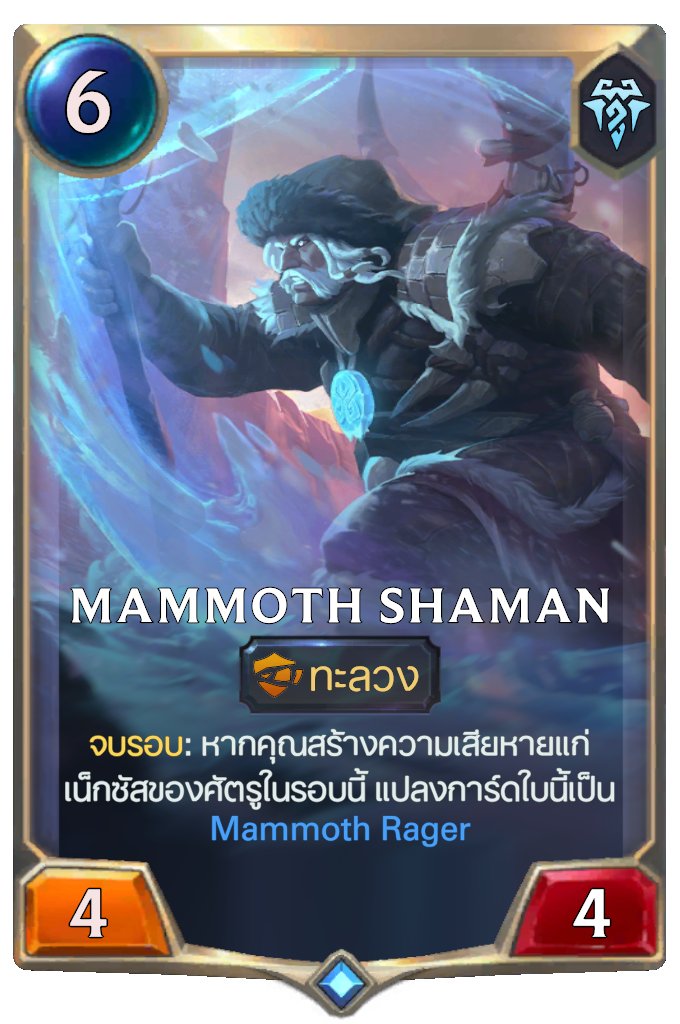 6
MAMMOTH SHAMAN
ทะลวง
จบรอบ: หากคุณสร้างความเสียหายแก่
เน็กซัสของศัตรูในรอบนี้ แปลงการ์ดใบนี้เป็น
Mammoth Rager
4
4